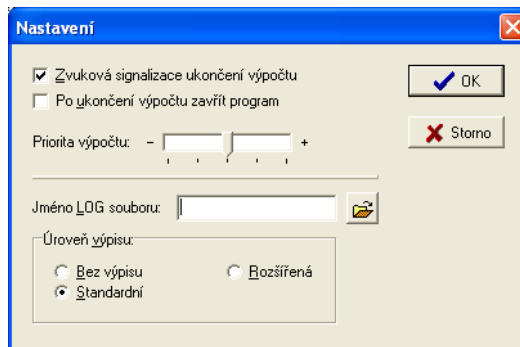 Nastavení
Zvuková signalizace ukončení výpočtu
OK
Po ukončení výpočtu zavřít program
Storno
Priorita výpočtu: - +
Jméno LOG souboru:
Úroveň výpisu:
Bez výpisu Rozšířená
Standardní